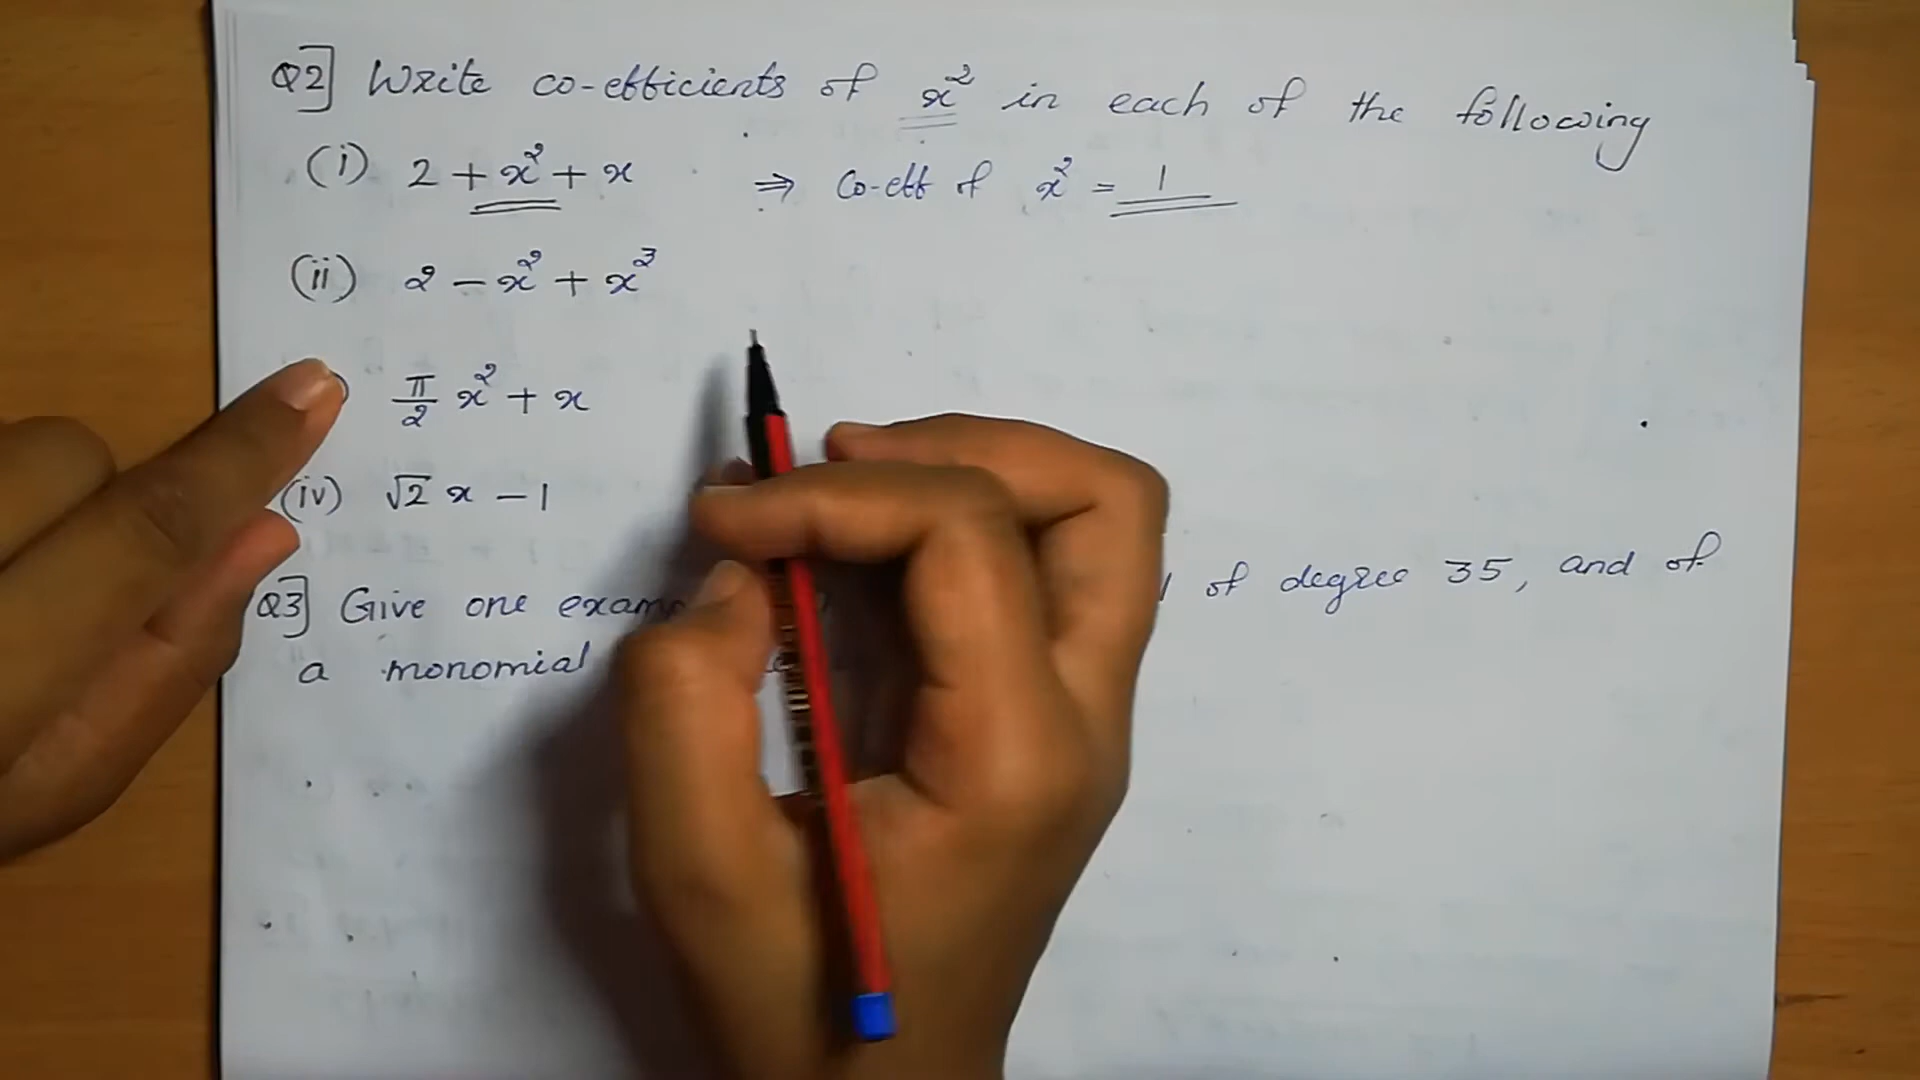 Q2] Write co-efficients of x² in each of the following
(i) 2 + x² + x ⇒ Co-eff of x² = 1
(ii) 2 - x² + x³
π/2 x² + x
(iv) √2 x - 1
Q3] Give one of degree 35, and of
a monomial